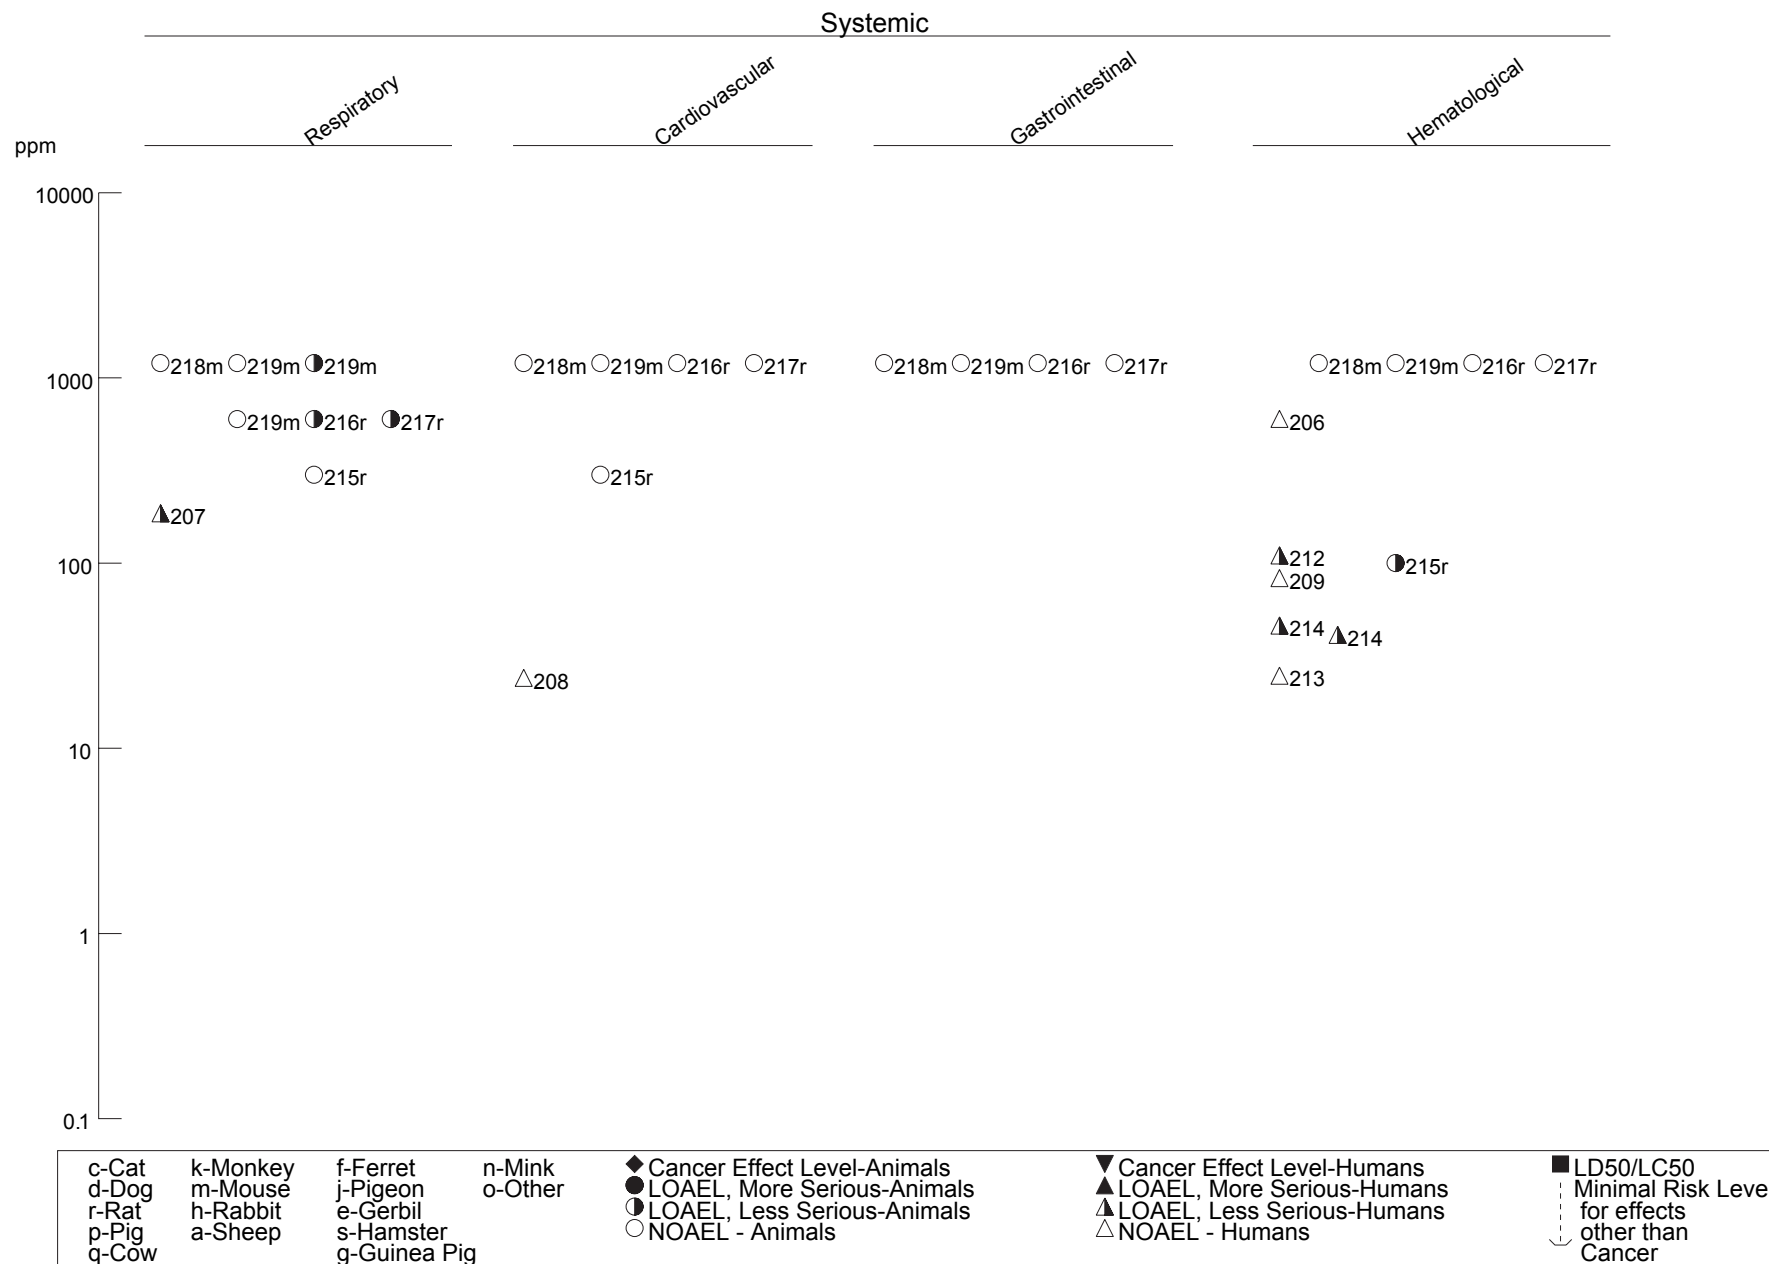 Systemic
Respiratory Cardiovascular Gastrointestinal Hematological
ppm
10000
218m 219m 219m 218m 219m 216r 217r 218m 219m 216r 217r 218m 219m 216r 217r
1000
219m 216r 217r 206
215r 215r
207
212
100 215r
209
214 214
208 213
10
1
0.1
c-Cat k-Monkey f-Ferret n-Mink Cancer Effect Level-Animals Cancer Effect Level-Humans LD50/LC50
d-Dog m-Mouse j-Pigeon o-Other LOAEL, More Serious-Animals LOAEL, More Serious-Humans Minimal Risk Leve
r-Rat h-Rabbit e-Gerbil LOAEL, Less Serious-Animals LOAEL, Less Serious-Humans for effects
p-Pig a-Sheep s-Hamster NOAEL - Animals NOAEL - Humans other than
q-Cow g-Guinea Pig Cancer